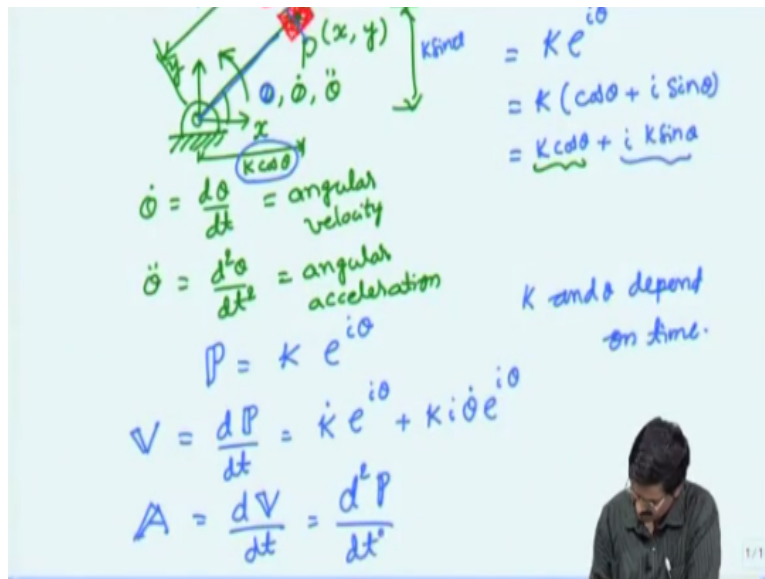 P(x, y)
y
θ, θ̇, θ̈
x
K cosθ
K sinθ
= K e^{iθ}
= K (cosθ + i sinθ)
= K cosθ + i K sinθ
θ̇ = dθ/dt = angular velocity
θ̈ = d²θ/dt² = angular acceleration
K and θ depend
on time.
ℙ = K e^{iθ}
𝕍 = dℙ/dt = K̇ e^{iθ} + K i θ̇ e^{iθ}
𝔸 = d𝕍/dt = d²ℙ/dt²
1/1